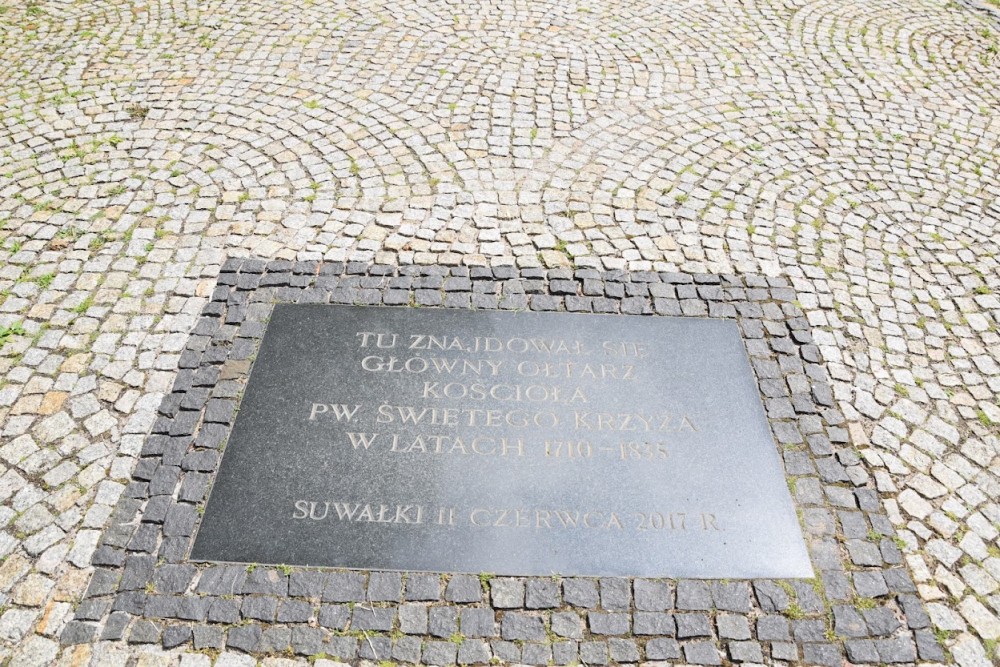 TU ZNAJDOWAŁ SIĘ
GŁÓWNY OŁTARZ
KOŚCIOŁA
PW. ŚWIĘTEGO KRZYŻA
W LATACH 1710-1835
SUWAŁKI 11 CZERWCA 2017 R.